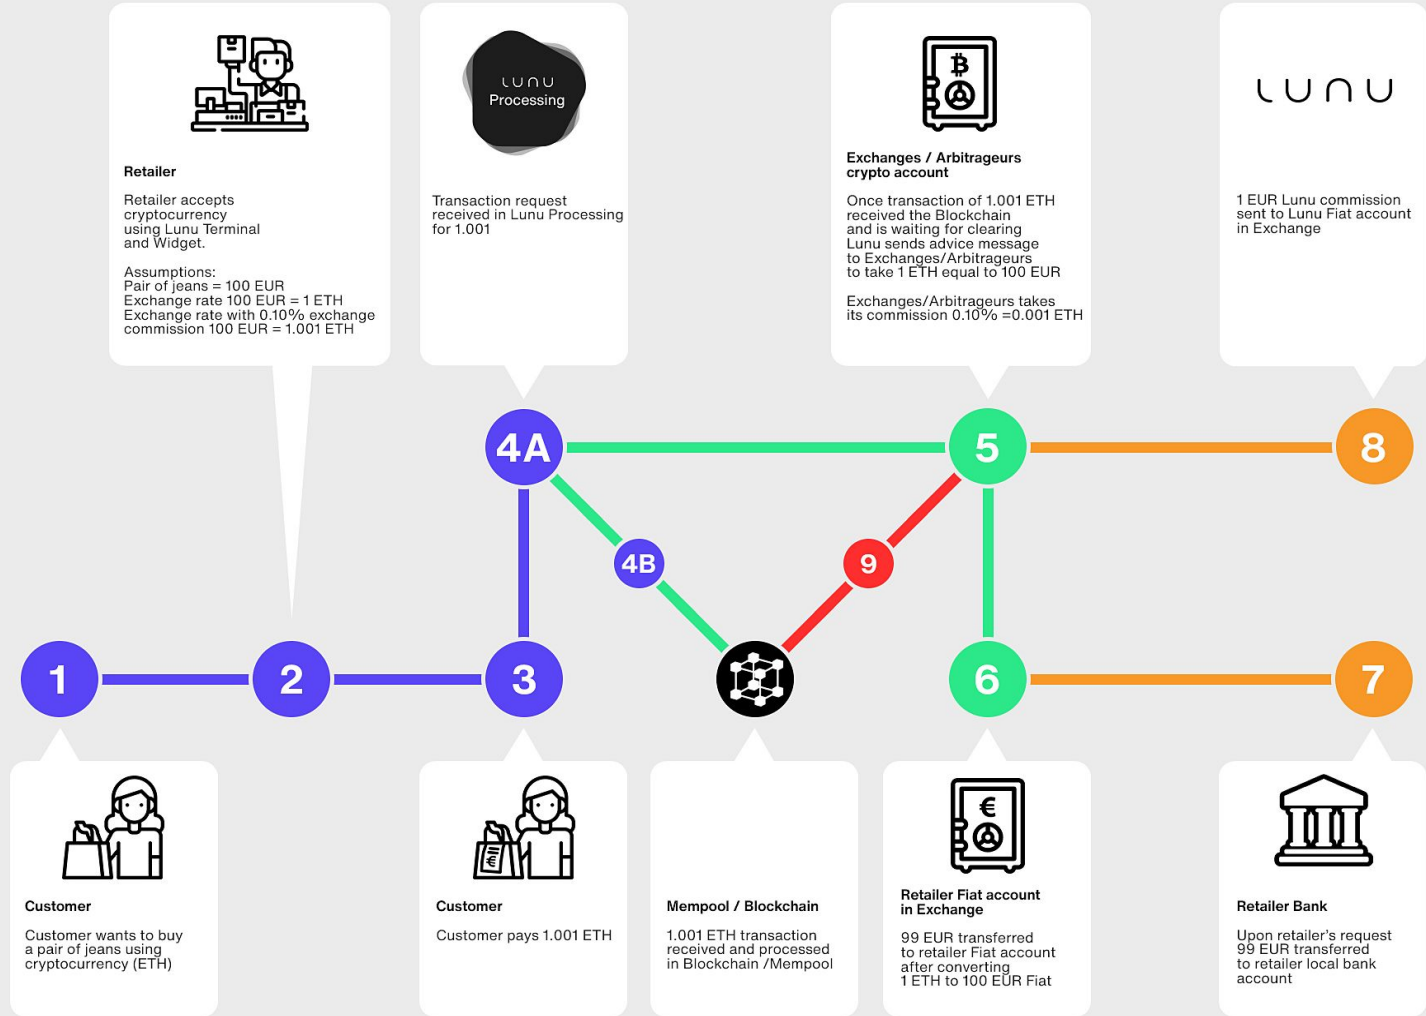 Retailer
Retailer accepts
cryptocurrency
using Lunu Terminal
and Widget.
Assumptions:
Pair of jeans = 100 EUR
Exchange rate 100 EUR = 1 ETH
Exchange rate with 0.10% exchange
commission 100 EUR = 1.001 ETH
LUNU
Processing
Transaction request
received in Lunu Processing
for 1.001
₿
Exchanges / Arbitrageurs
crypto account
Once transaction of 1.001 ETH
received the Blockchain
and is waiting for clearing
Lunu sends advice message
to Exchanges/Arbitrageurs
to take 1 ETH equal to 100 EUR
Exchanges/Arbitrageurs takes
its commission 0.10% =0.001 ETH
LUNU
1 EUR Lunu commission
sent to Lunu Fiat account
in Exchange
4A
5
8
4B
9
1
2
3
6
7
Customer
Customer wants to buy
a pair of jeans using
cryptocurrency (ETH)
€
Customer
Customer pays 1.001 ETH
Mempool / Blockchain
1.001 ETH transaction
received and processed
in Blockchain /Mempool
€
Retailer Fiat account
in Exchange
99 EUR transferred
to retailer Fiat account
after converting
1 ETH to 100 EUR Fiat
Retailer Bank
Upon retailer's request
99 EUR transferred
to retailer local bank
account